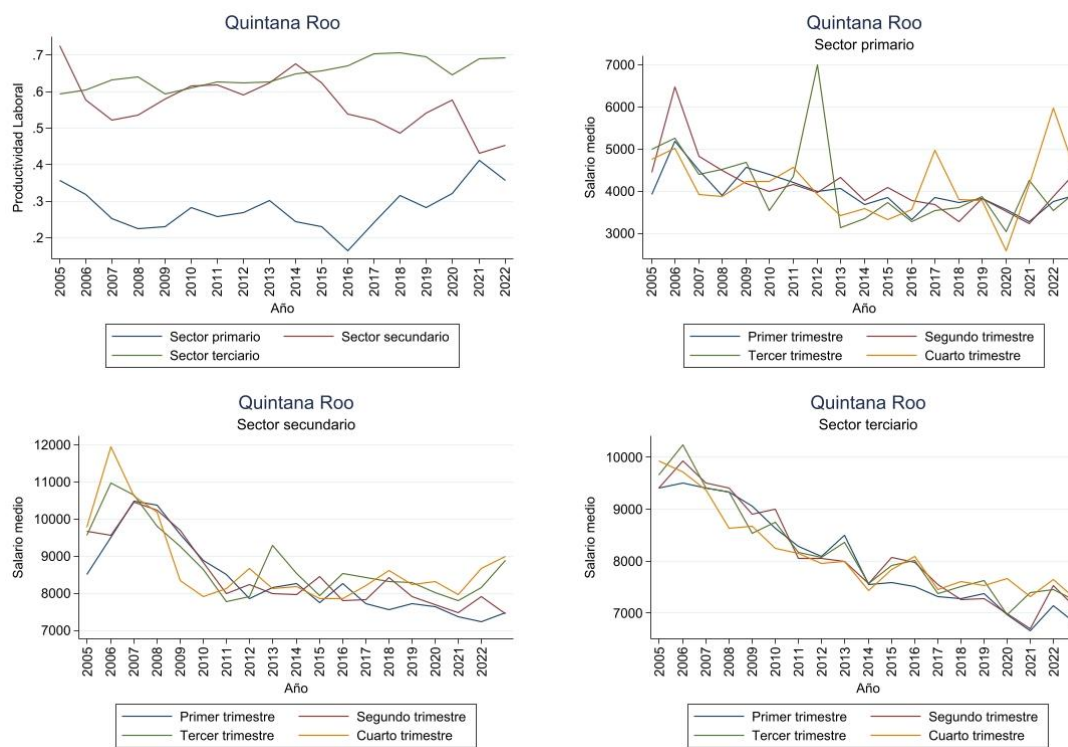 Quintana Roo
Productividad Laboral
.7
.6
.5
.4
.3
.2
2005 2006 2007 2008 2009 2010 2011 2012 2013 2014 2015 2016 2017 2018 2019 2020 2021 2022
Año
Sector primario Sector secundario
Sector terciario
Quintana Roo
Sector primario
Salario medio
7000
6000
5000
4000
3000
2005 2006 2007 2008 2009 2010 2011 2012 2013 2014 2015 2016 2017 2018 2019 2020 2021 2022
Año
Primer trimestre Segundo trimestre
Tercer trimestre Cuarto trimestre
Quintana Roo
Sector secundario
Salario medio
12000
11000
10000
9000
8000
7000
2005 2006 2007 2008 2009 2010 2011 2012 2013 2014 2015 2016 2017 2018 2019 2020 2021 2022
Año
Primer trimestre Segundo trimestre
Tercer trimestre Cuarto trimestre
Quintana Roo
Sector terciario
Salario medio
10000
9000
8000
7000
2005 2006 2007 2008 2009 2010 2011 2012 2013 2014 2015 2016 2017 2018 2019 2020 2021 2022
Año
Primer trimestre Segundo trimestre
Tercer trimestre Cuarto trimestre